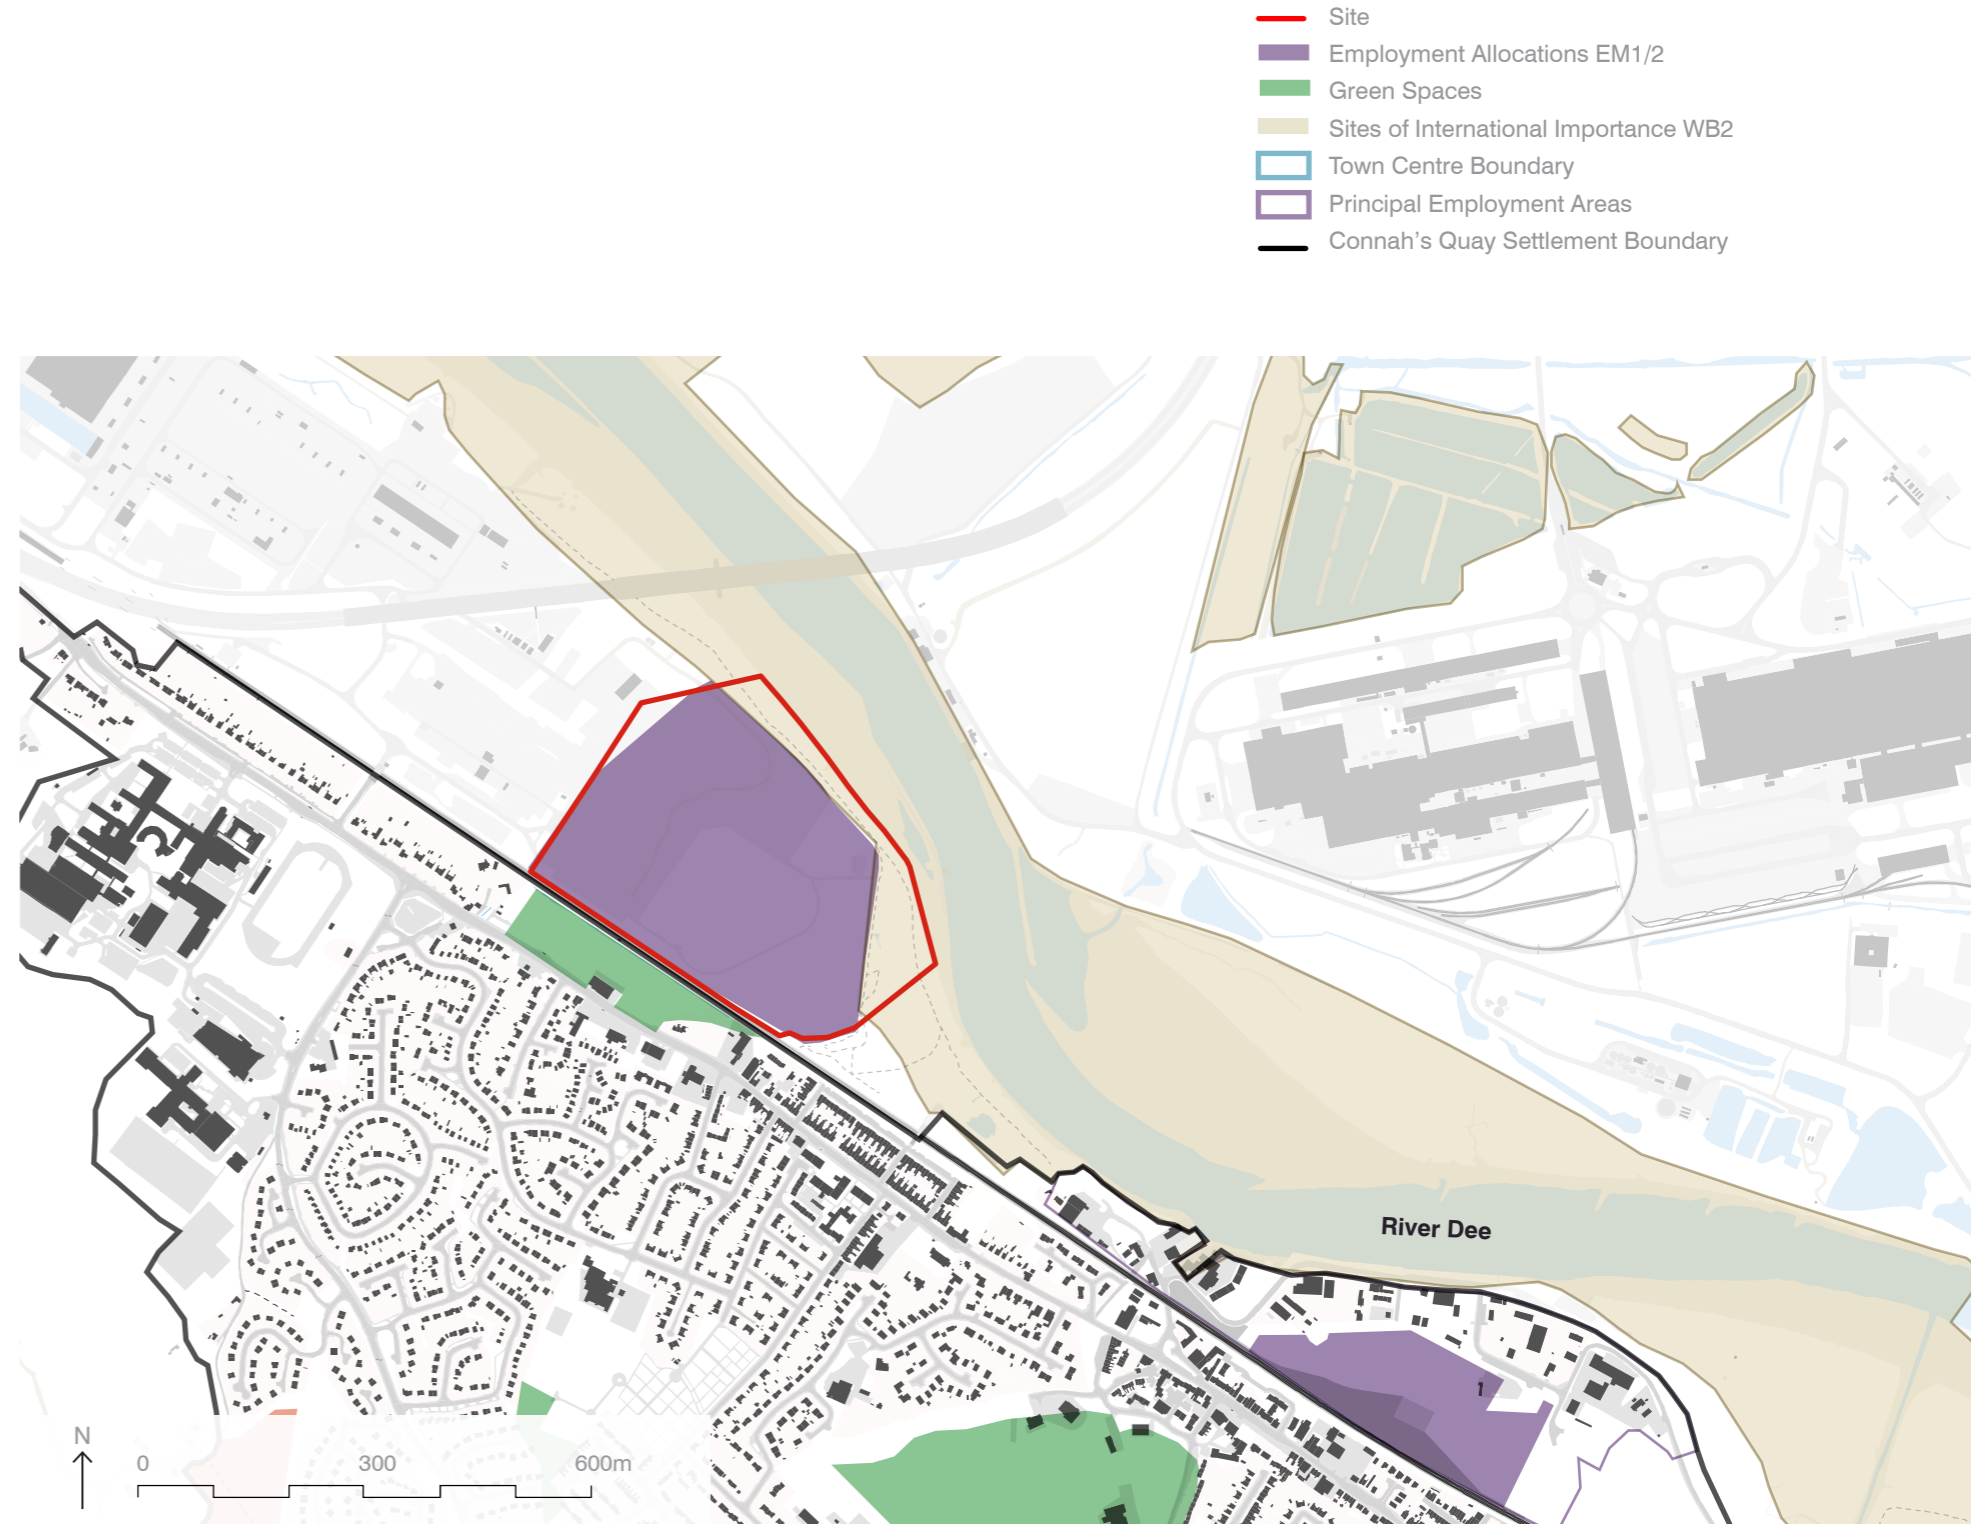 Site
Employment Allocations EM1/2
Green Spaces
Sites of International Importance WB2
Town Centre Boundary
Principal Employment Areas
Connah’s Quay Settlement Boundary
River Dee
N
0 300 600m